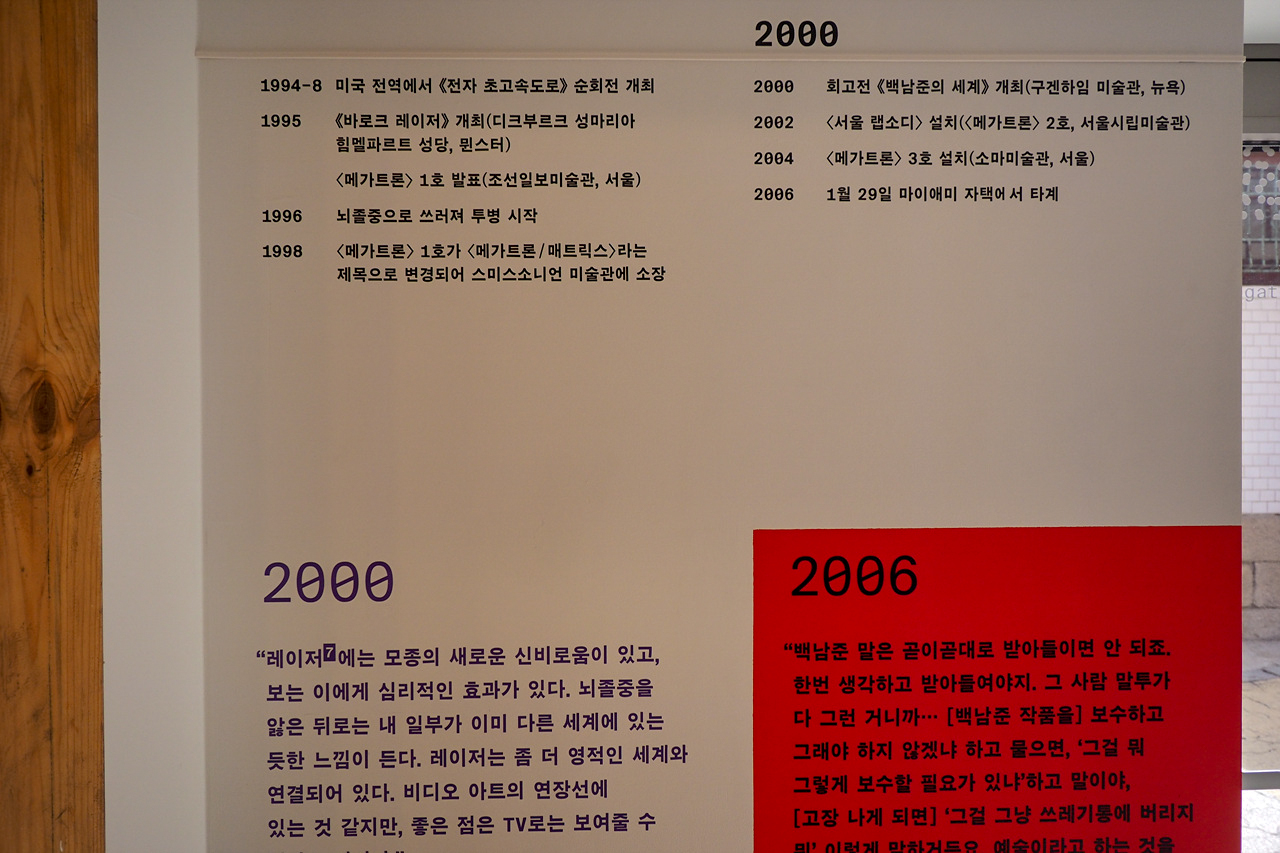 2000
1994-8 미국 전역에서 《전자 초고속도로》 순회전 개최
1995 《바로크 레이저》 개최(디크부르크 성마리아
힘멜파르트 성당, 뮌스터)
〈메가트론〉 1호 발표(조선일보미술관, 서울)
1996 뇌졸중으로 쓰러져 투병 시작
1998 〈메가트론〉 1호가 〈메가트론/매트릭스〉라는
제목으로 변경되어 스미스소니언 미술관에 소장
2000 회고전 《백남준의 세계》 개최(구겐하임 미술관, 뉴욕)
2002 〈서울 랩소디〉 설치(〈메가트론〉 2호, 서울시립미술관)
2004 〈메가트론〉 3호 설치(소마미술관, 서울)
2006 1월 29일 마이애미 자택에서 타계
2000
“레이저7에는 모종의 새로운 신비로움이 있고,
보는 이에게 심리적인 효과가 있다. 뇌졸중을
앓은 뒤로는 내 일부가 이미 다른 세계에 있는
듯한 느낌이 든다. 레이저는 좀 더 영적인 세계와
연결되어 있다. 비디오 아트의 연장선에
있는 것 같지만, 좋은 점은 TV로는 보여줄 수
2006
“백남준 말은 곧이곧대로 받아들이면 안 되죠.
한번 생각하고 받아들여야지. 그 사람 말투가
다 그런 거니까… [백남준 작품을] 보수하고
그래야 하지 않겠냐 하고 물으면, ‘그걸 뭐
그렇게 보수할 필요가 있냐’하고 말이야,
[고장 나게 되면] ‘그걸 그냥 쓰레기통에 버리지
뭐’ 이렇게 말하거든요. 예술이라고 하는 것을
gat